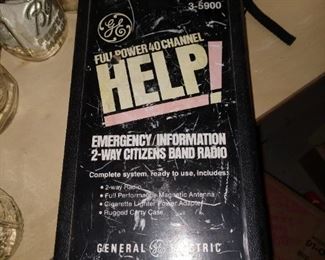 3-5900
GE
FULL POWER 40 CHANNEL
HELP!
EMERGENCY/INFORMATION
2-WAY CITIZENS BAND RADIO
Complete system, ready to use, includes:
• 2-way Radio
• Full Performance Magnetic Antenna
• Cigarette Lighter Power Adapter
• Rugged Carry Case
GENERAL GE ELECTRIC